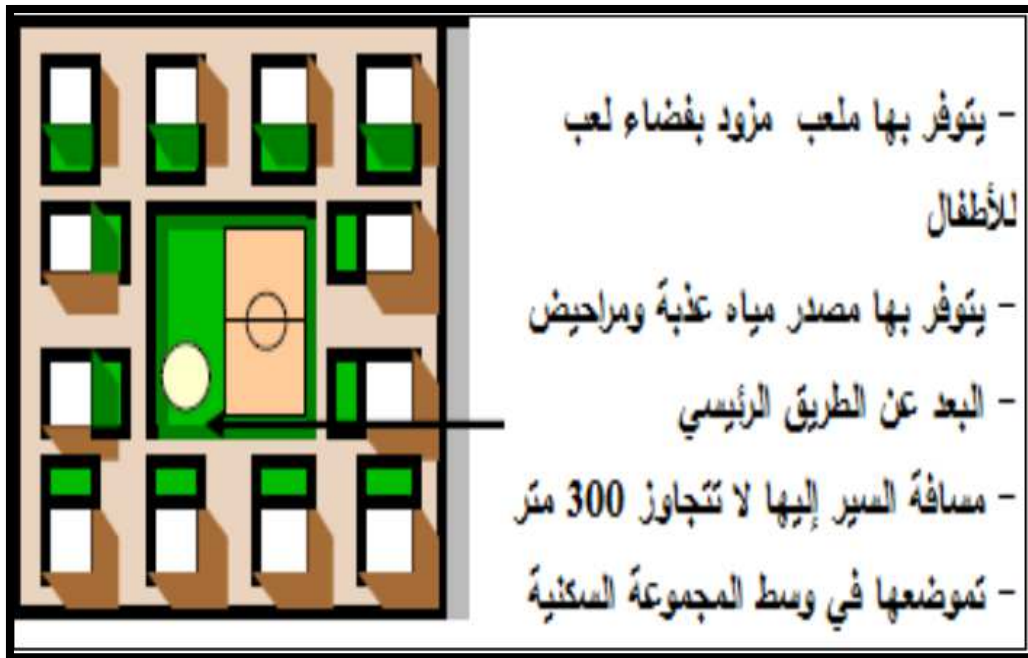 - يتوفر بها ملعب مزود بفضاء لعب
للأطفال
- يتوفر بها مصدر مياه عذبة ومراحيض
- البعد عن الطريق الرئيسي
- مسافة السير إليها لا تتجاوز 300 متر
- تموضعها في وسط المجموعة السكنية